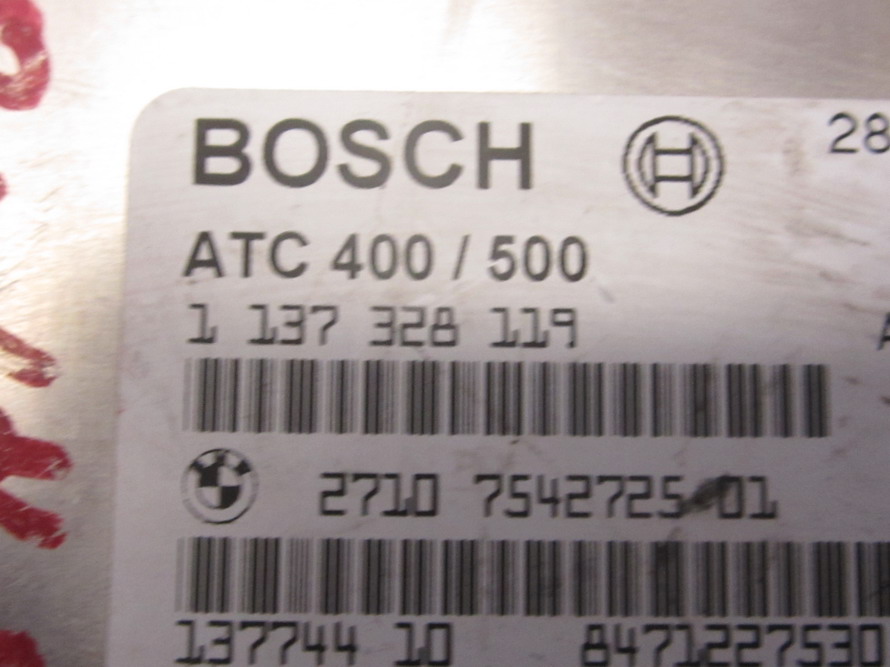 BOSCH 28
ATC 400 / 500
1 137 328 119 A
2710 7542725 01
137744 10 8471227530